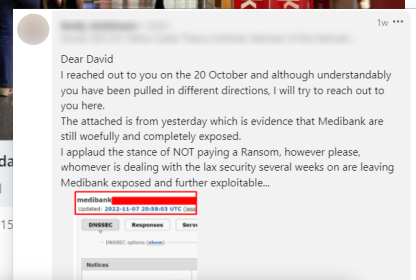 1w
Dear David
I reached out to you on the 20 October and although understandably
you have been pulled in different directions, I will try to reach out to
you here.
The attached is from yesterday which is evidence that Medibank are
still woefully and completely exposed.
I applaud the stance of NOT paying a Ransom, however please,
whomever is dealing with the lax security several weeks on are leaving
Medibank exposed and further exploitable...
medibank
Updated: 2022-11-07 20:58:03 UTC
DNSSEC Responses Serv
DNSSEC options (show)
Notices
da
15